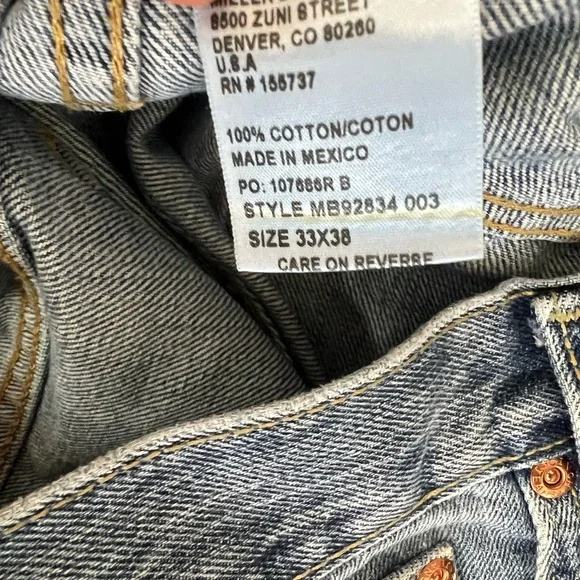 8500 ZUNI STREET
DENVER, CO 80260
U.S.A
RN # 155737
100% COTTON/COTON
MADE IN MEXICO
PO: 107686R B
STYLE MB92834 003
SIZE 33X38
CARE ON REVERSE